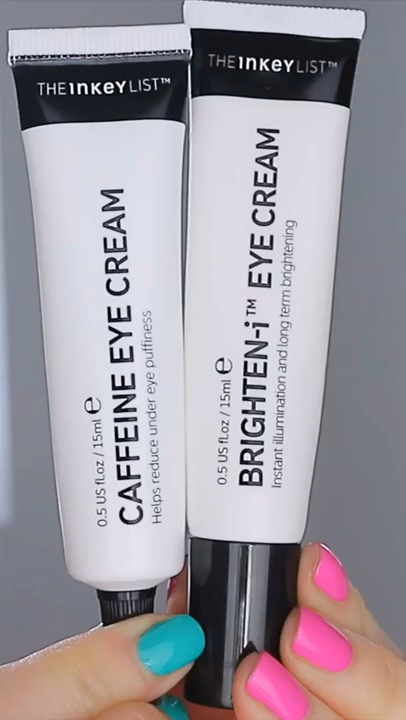 THE INKEY LIST™
CAFFEINE EYE CREAM
Helps reduce under eye puffiness
0.5 US fl.oz / 15ml ℮
THE INKEY LIST™
BRIGHTEN-i™ EYE CREAM
Instant illumination and long term brightening
0.5 US fl.oz / 15ml ℮